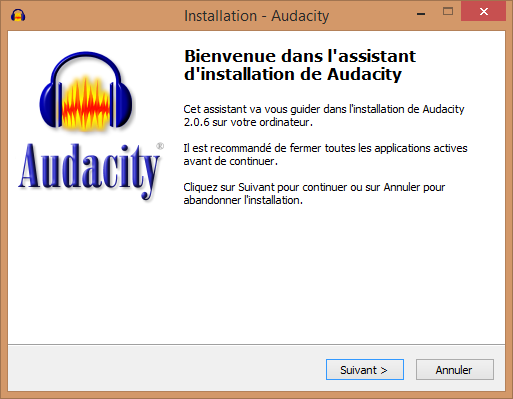 Installation - Audacity
Bienvenue dans l'assistant
d'installation de Audacity
Cet assistant va vous guider dans l'installation de Audacity
2.0.6 sur votre ordinateur.
Il est recommandé de fermer toutes les applications actives
avant de continuer.
Cliquez sur Suivant pour continuer ou sur Annuler pour
abandonner l'installation.
Audacity®
Suivant >
Annuler